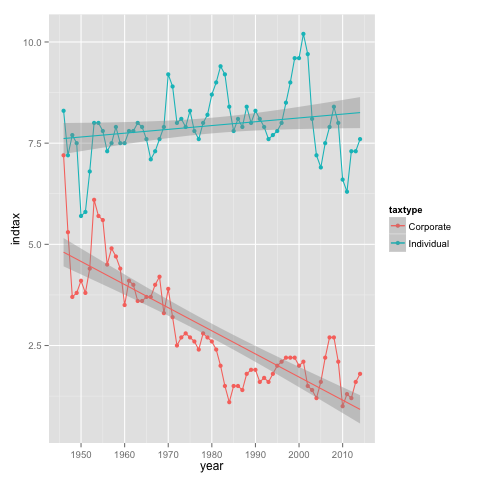 10.0
7.5
5.0
2.5
indtax
1950 1960 1970 1980 1990 2000 2010
year
taxtype
Corporate
Individual